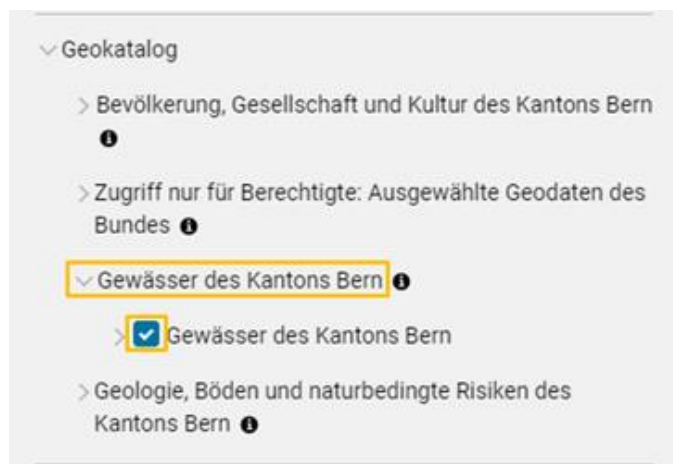 Geokatalog
Bevölkerung, Gesellschaft und Kultur des Kantons Bern
Zugriff nur für Berechtigte: Ausgewählte Geodaten des
Bundes
Gewässer des Kantons Bern
Gewässer des Kantons Bern
Geologie, Böden und naturbedingte Risiken des
Kantons Bern